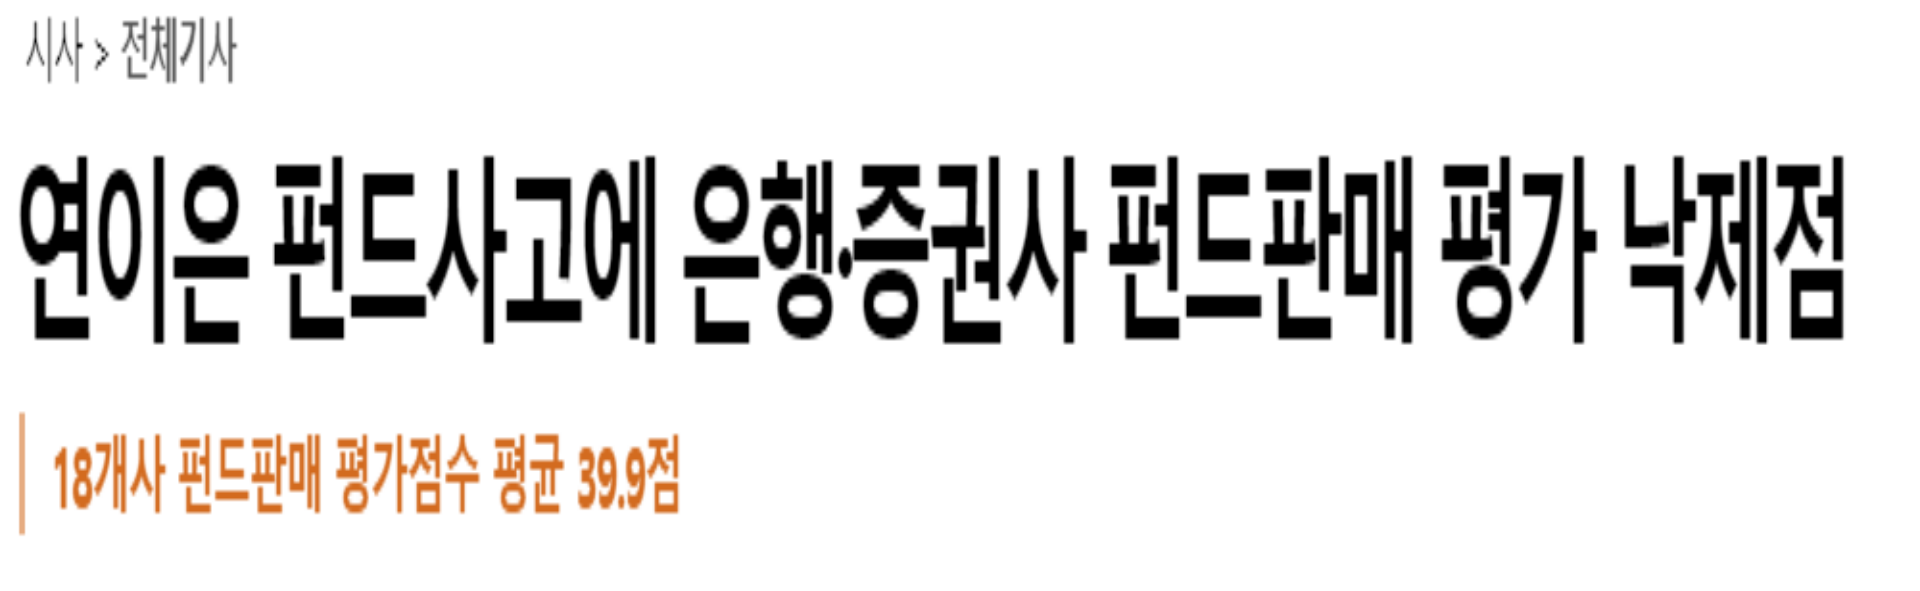 시사 > 전체기사
연이은 펀드사고에 은행·증권사 펀드판매 평가 낙제점
18개사 펀드판매 평가점수 평균 39.9점